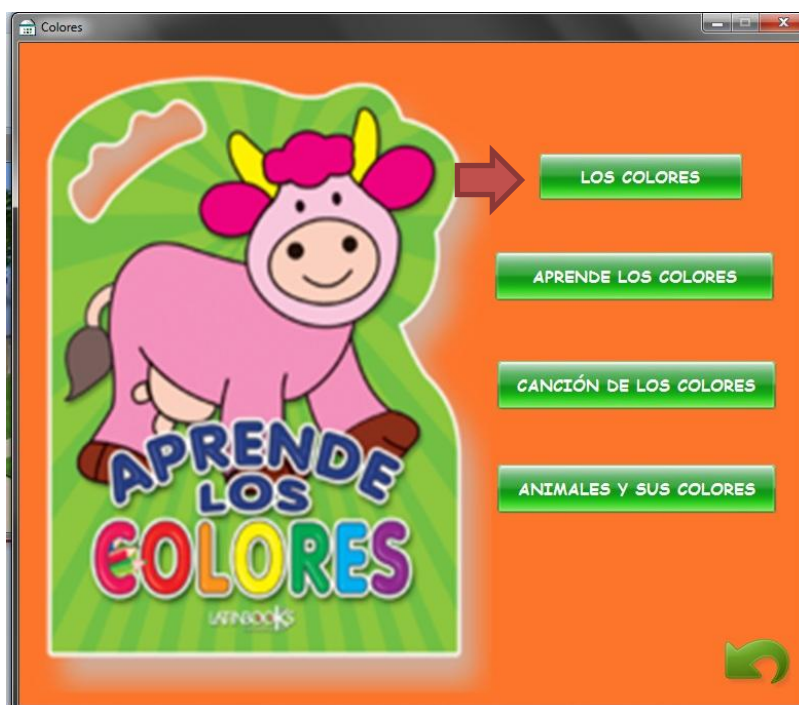 Colores
APRENDE
LOS
COLORES
LATINBOOKS
LOS COLORES
APRENDE LOS COLORES
CANCIÓN DE LOS COLORES
ANIMALES Y SUS COLORES